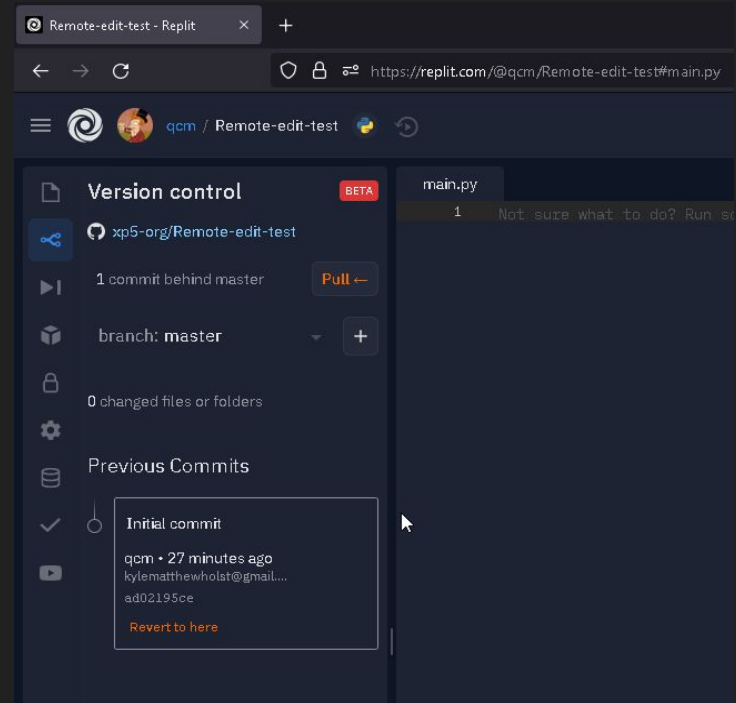 Remote-edit-test - Replit
https://replit.com/@qcm/Remote-edit-test#main.py
qcm / Remote-edit-test
Version control
BETA
xp5-org/Remote-edit-test
1 commit behind master
Pull ←
branch: master
0 changed files or folders
Previous Commits
Initial commit
qcm • 27 minutes ago
kylematthewholst@gmail....
ad02195ce
Revert to here
main.py
1 Not sure what to do? Run